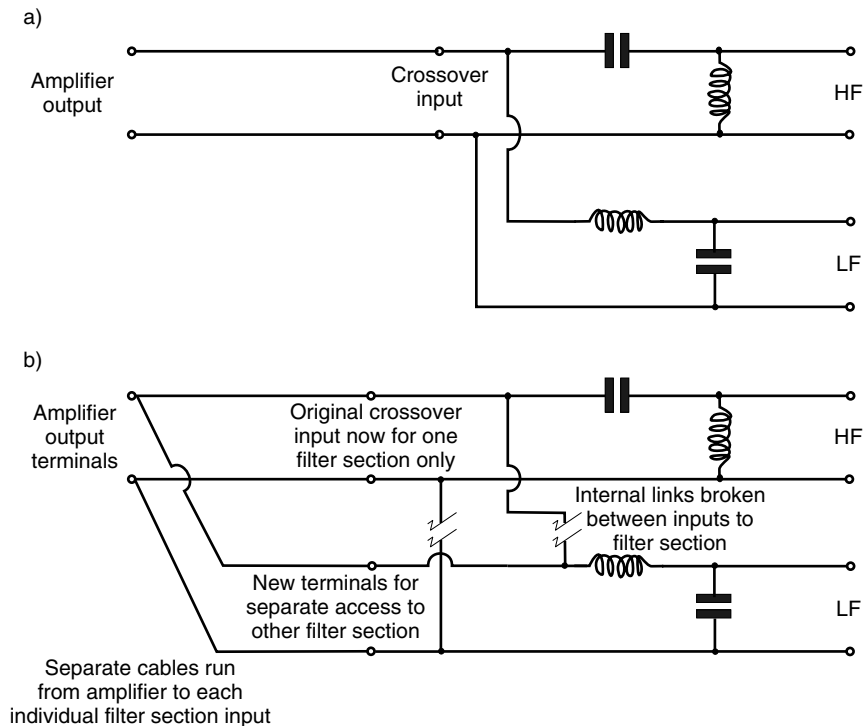 a)
Amplifier
output
Crossover
input
HF
LF
b)
Amplifier
output
terminals
Original crossover
input now for one
filter section only
HF
Internal links broken
between inputs to
filter section
New terminals for
separate access to
other filter section
LF
Separate cables run
from amplifier to each
individual filter section input